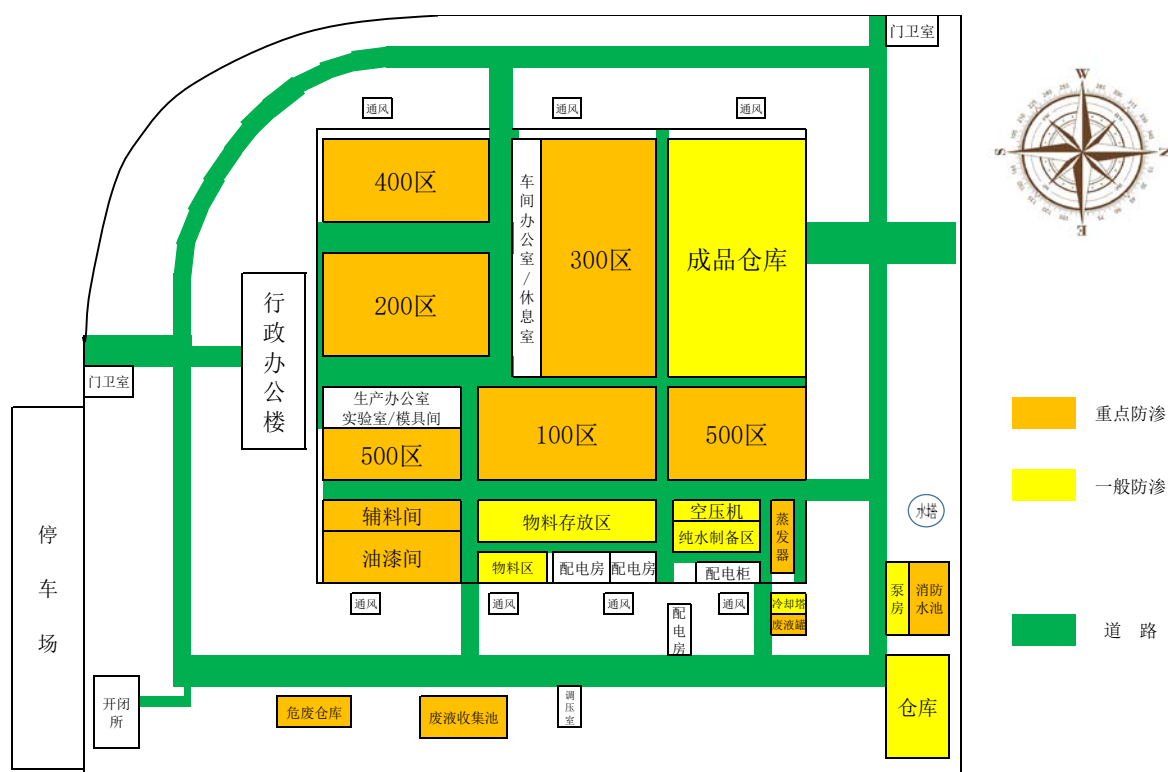 门卫室
通风
通风
通风
W
S
N
E
400区
车间办公室/休息室
300区
成品仓库
200区
行政办公楼
门卫室
生产办公室
实验室/模具间
500区
100区
500区
重点防渗
一般防渗
停车场
辅料间
油漆间
物料存放区
物料区
配电房
配电房
空压机
纯水制备区
配电柜
蒸发器
水塔
泵房
消防
水池
通风
通风
通风
通风
配电房
冷却塔
废液罐
道 路
开闭
所
危废仓库
废液收集池
调压室
仓库